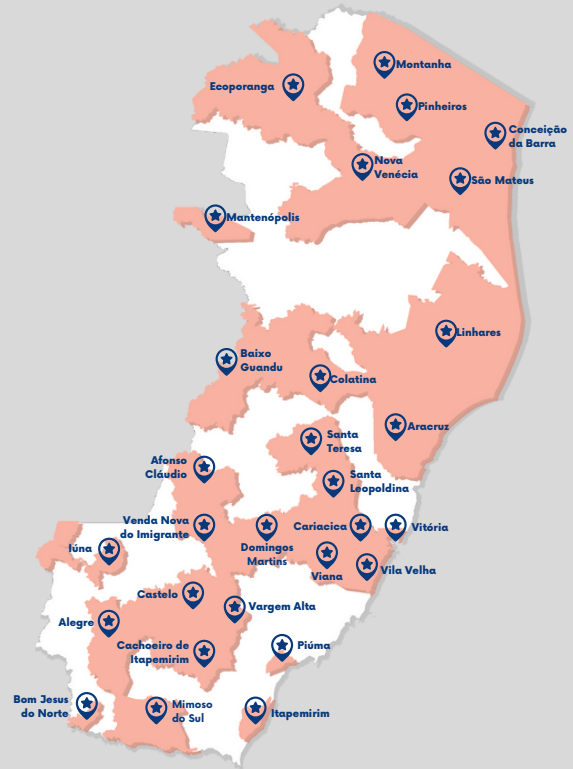 Montanha
Ecoporanga
Pinheiros
Conceição
da Barra
Nova
Venécia
São Mateus
Mantenópolis
Linhares
Baixo
Guandu
Colatina
Aracruz
Santa
Teresa
Afonso
Cláudio
Santa
Leopoldina
Venda Nova
do Imigrante
Cariacica
Vitória
Iúna
Domingos
Martins
Viana
Vila Velha
Castelo
Vargem Alta
Alegre
Cachoeiro de
Itapemirim
Piúma
Bom Jesus
do Norte
Mimoso
do Sul
Itapemirim